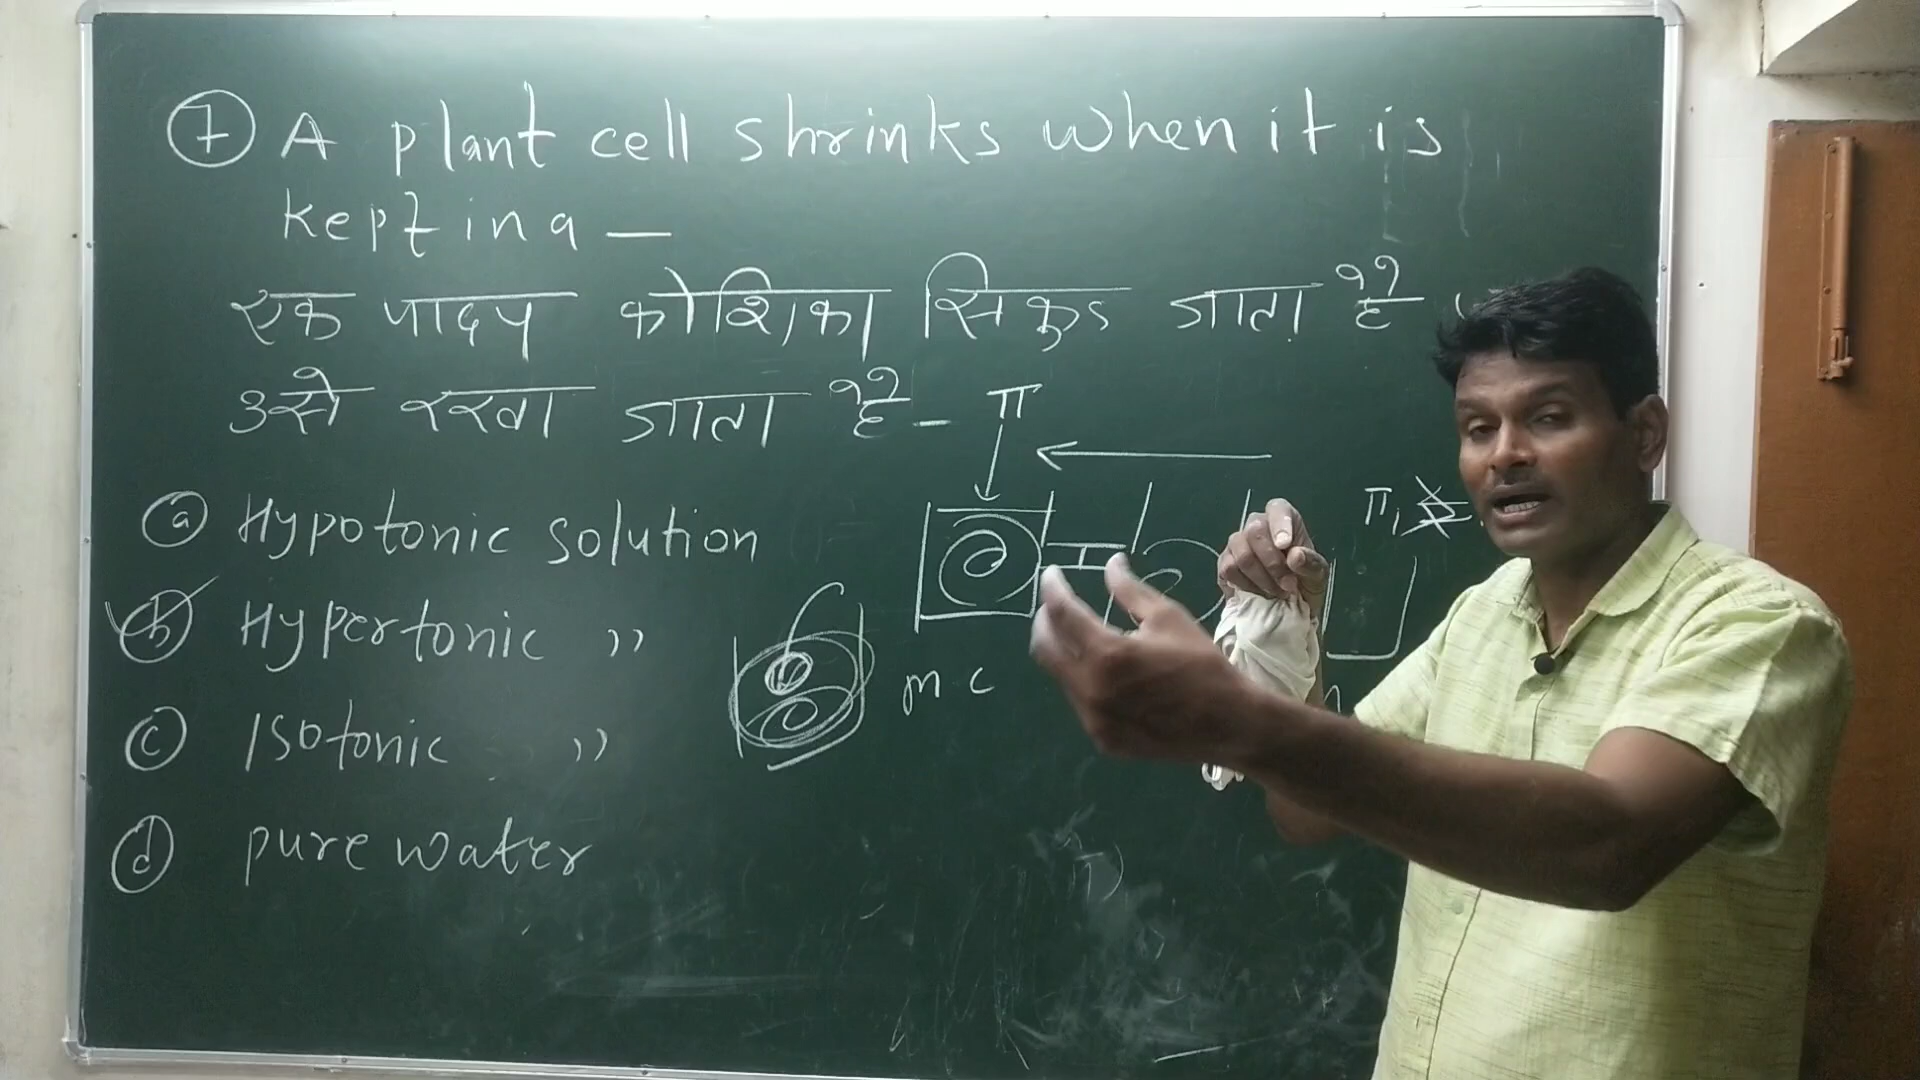 ⑦ A plant cell shrinks when it is
kept in a —
एक पादप कोशिका सिकुड जाता है
उसे रखा जाता है -
ⓐ Hypotonic solution
ⓑ Hypertonic ,,
ⓒ Isotonic ,,
ⓓ pure water
π
π,
m c